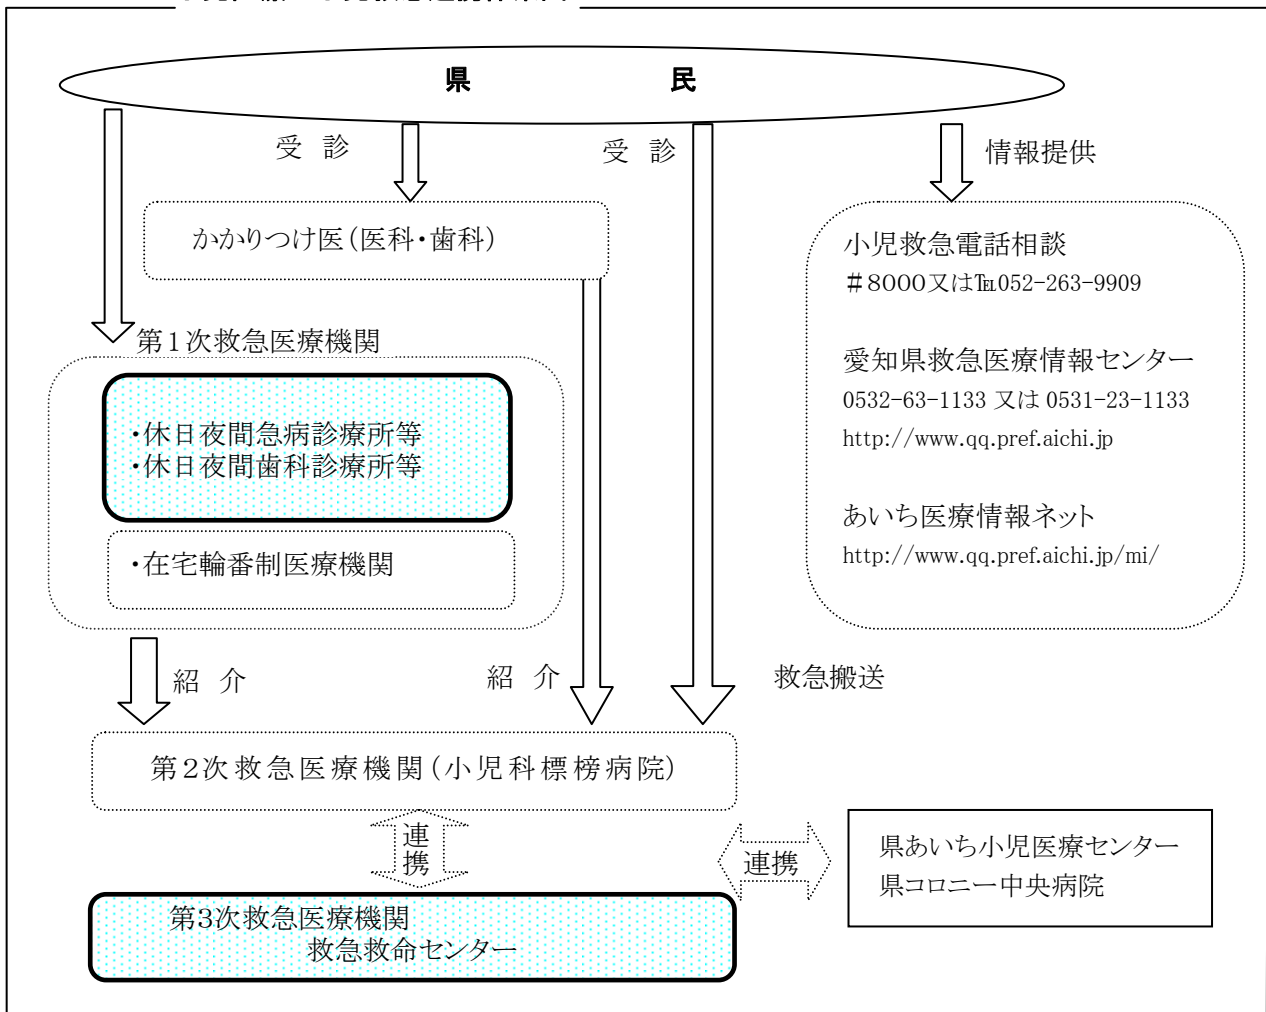 県 民
受 診
受 診
情報提供
かかりつけ医(医科・歯科)
小児救急電話相談
#8000又は℡052-263-9909
愛知県救急医療情報センター
0532-63-1133 又は 0531-23-1133
http://www.qq.pref.aichi.jp
あいち医療情報ネット
http://www.qq.pref.aichi.jp/mi/
第1次救急医療機関
・休日夜間急病診療所等
・休日夜間歯科診療所等
・在宅輪番制医療機関
紹 介
紹 介
救急搬送
第2次救急医療機関(小児科標榜病院)
連携
連携
県あいち小児医療センター
県コロニー中央病院
第3次救急医療機関
救急救命センター